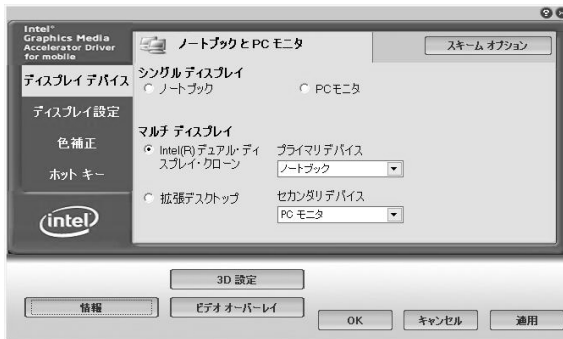 Intel®
Graphics Media
Accelerator Driver
for mobile
ノートブックとPC モニタ
スキーム オプション
ディスプレイ デバイス
ディスプレイ設定
色補正
ホット キー
intel
シングル ディスプレイ
ノートブック
PCモニタ
マルチ ディスプレイ
Intel(R) デュアル・ディ
スプレイ・クローン
プライマリ デバイス
ノートブック
拡張デスクトップ
セカンダリ デバイス
PC モニタ
3D 設定
情報
ビデオ オーバーレイ
OK
キャンセル
適用